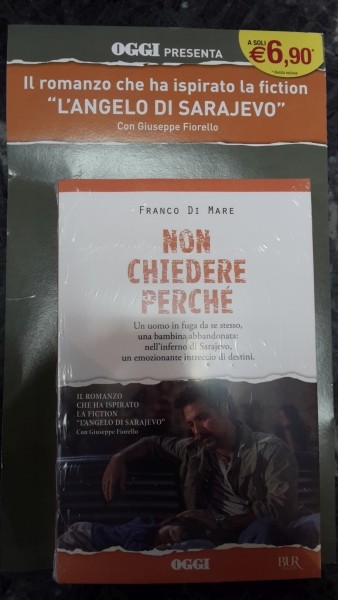 OGGI PRESENTA
A SOLI
€6,90*
Il romanzo che ha ispirato la fiction
"L'ANGELO DI SARAJEVO"
Con Giuseppe Fiorello
FRANCO DI MARE
NON
CHIEDERE
PERCHÉ
Un uomo in fuga da se stesso,
una bambina abbandonata:
nell'inferno di Sarajevo,
un emozionante intreccio di destini.
IL ROMANZO
CHE HA ISPIRATO
LA FICTION
"L'ANGELO DI SARAJEVO"
Con Giuseppe Fiorello
OGGI
BUR